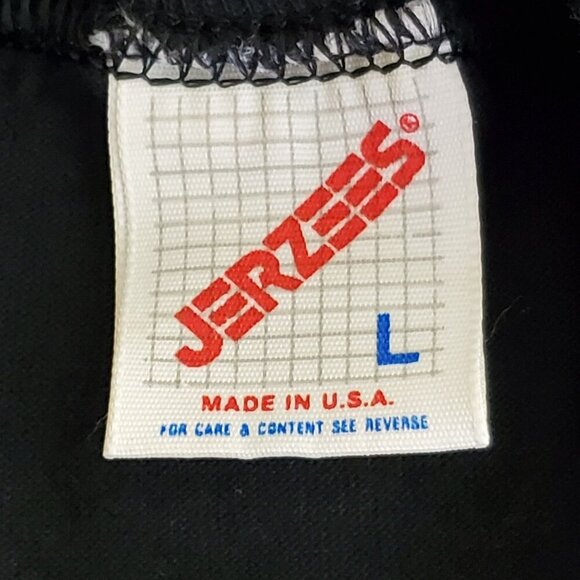 JERZEES®
L
MADE IN U.S.A.
FOR CARE & CONTENT SEE REVERSE